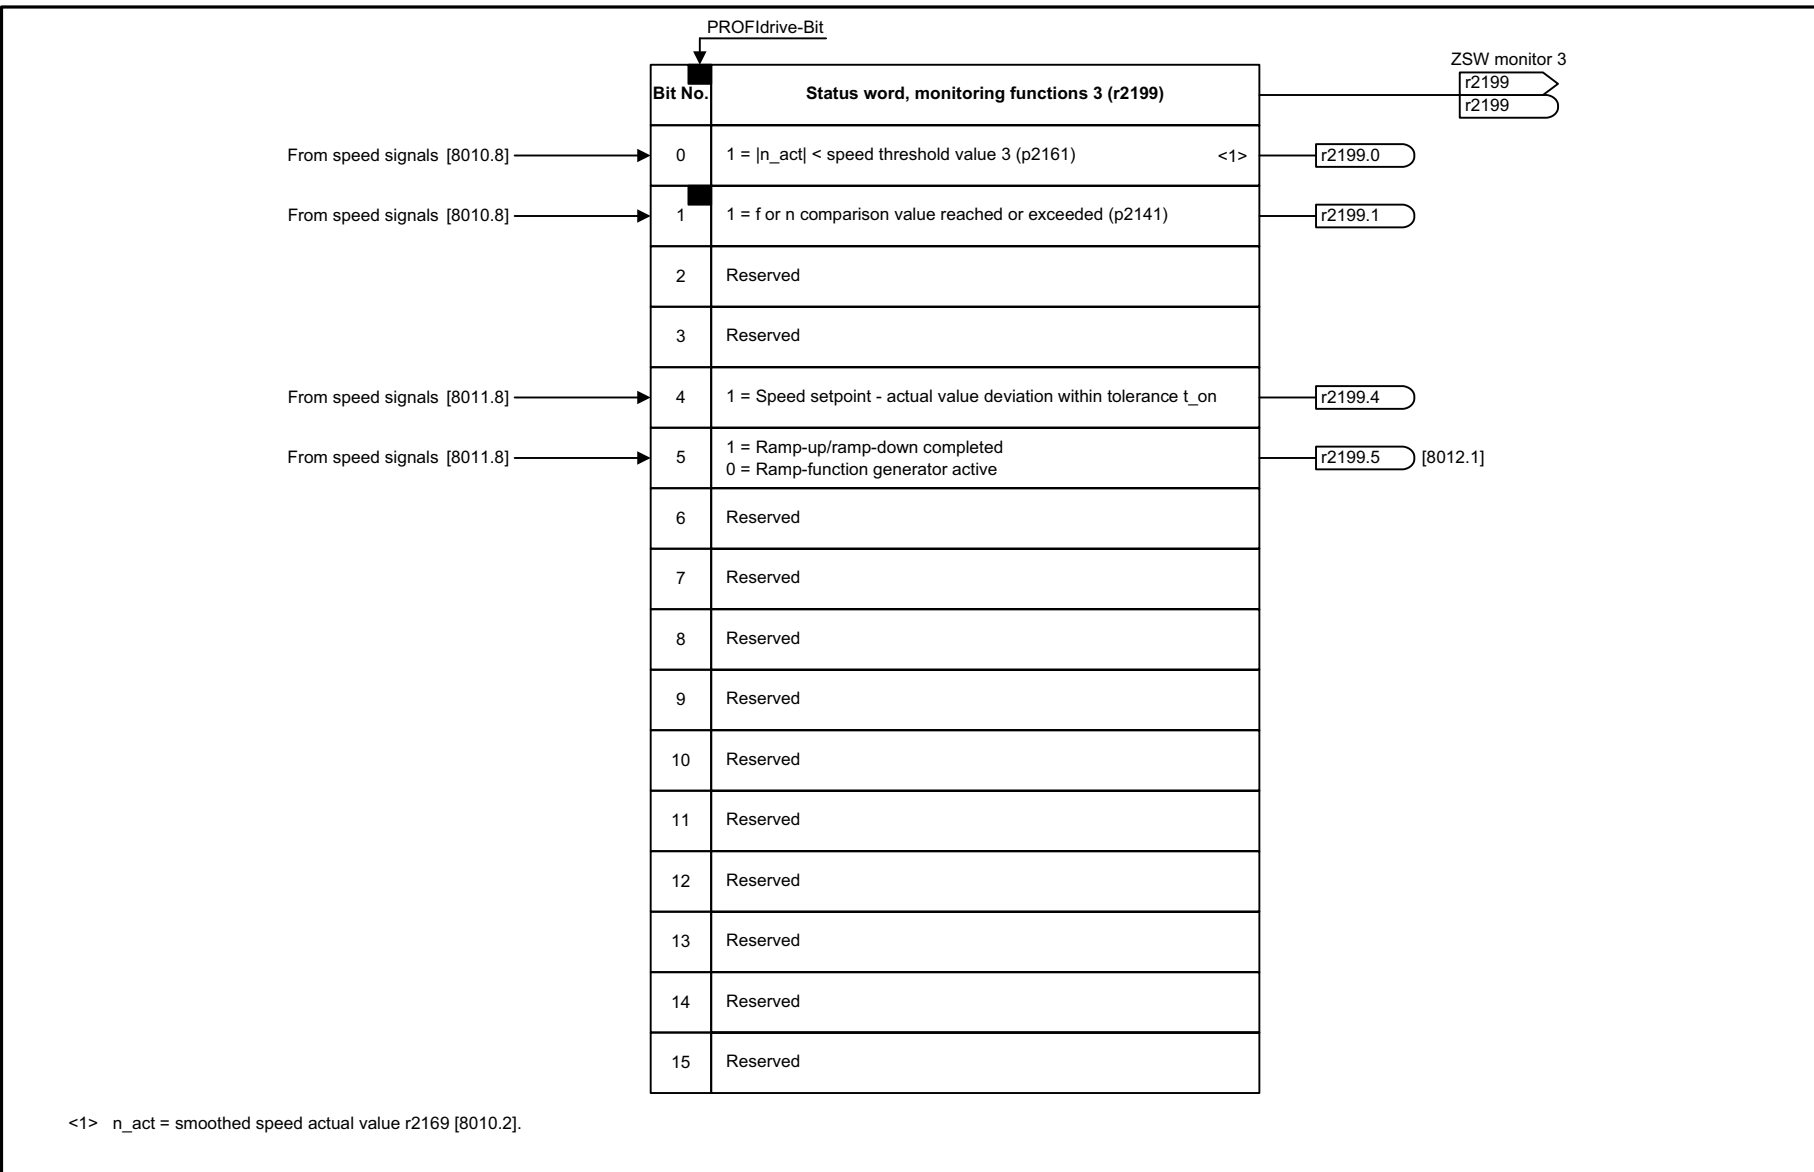 PROFIdrive-Bit
ZSW monitor 3
r2199
r2199
Bit No. Status word, monitoring functions 3 (r2199)
From speed signals [8010.8] 0 1 = |n_act| < speed threshold value 3 (p2161) <1> r2199.0
From speed signals [8010.8] 1 1 = f or n comparison value reached or exceeded (p2141) r2199.1
2 Reserved
3 Reserved
From speed signals [8011.8] 4 1 = Speed setpoint - actual value deviation within tolerance t_on r2199.4
From speed signals [8011.8] 5 1 = Ramp-up/ramp-down completed
0 = Ramp-function generator active
r2199.5 [8012.1]
6 Reserved
7 Reserved
8 Reserved
9 Reserved
10 Reserved
11 Reserved
12 Reserved
13 Reserved
14 Reserved
15 Reserved
<1> n_act = smoothed speed actual value r2169 [8010.2].